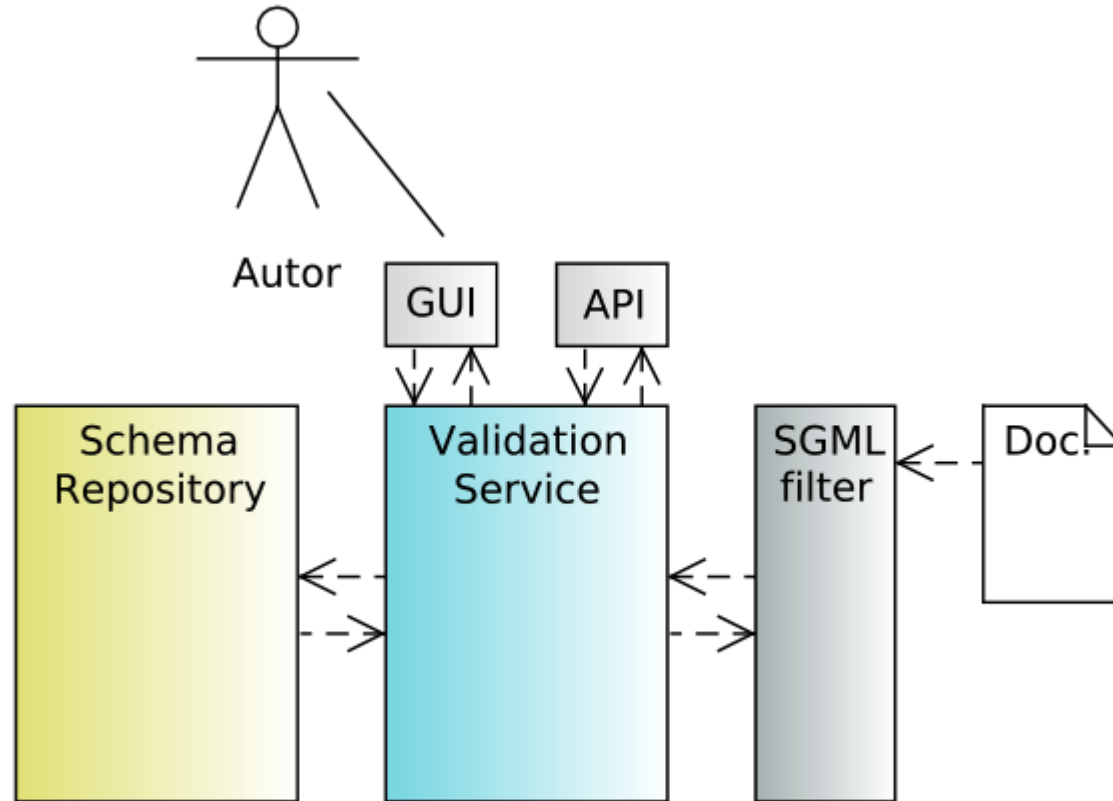 Autor
GUI
API
Schema
Repository
Validation
Service
SGML
filter
Doc.